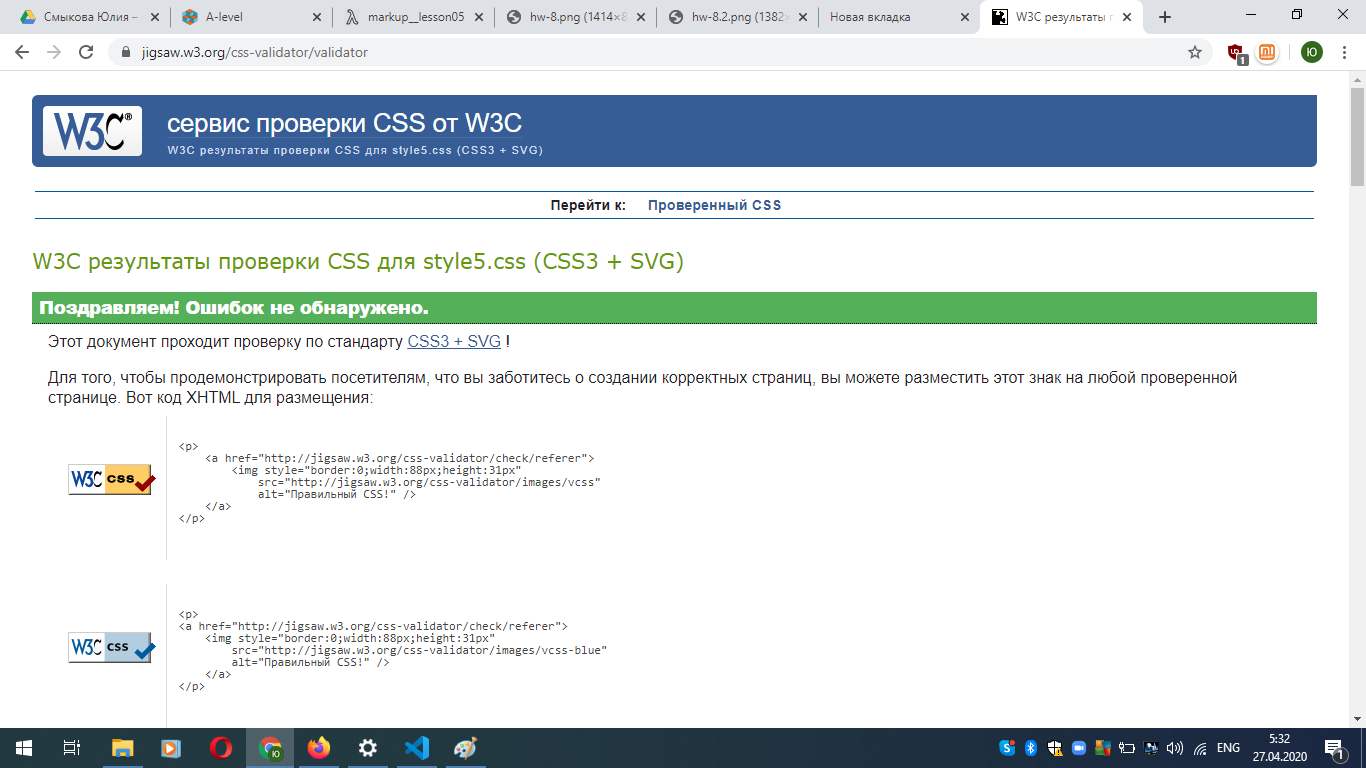 Смыкова Юлия –
A-level
markup__lesson05
hw-8.png (1414×8
hw-8.2.png (1382×
Новая вкладка
W3C результаты п
jigsaw.w3.org/css-validator/validator
1
Ю
W3C®
сервис проверки CSS от W3C
W3C результаты проверки CSS для style5.css (CSS3 + SVG)
Перейти к: Проверенный CSS
W3C результаты проверки CSS для style5.css (CSS3 + SVG)
Поздравляем! Ошибок не обнаружено.
Этот документ проходит проверку по стандарту CSS3 + SVG !
Для того, чтобы продемонстрировать посетителям, что вы заботитесь о создании корректных страниц, вы можете разместить этот знак на любой проверенной
странице. Вот код XHTML для размещения:
W3C css
<p>
<a href="http://jigsaw.w3.org/css-validator/check/referer">
<img style="border:0;width:88px;height:31px"
src="http://jigsaw.w3.org/css-validator/images/vcss"
alt="Правильный CSS!" />
</a>
</p>
W3C css
<p>
<a href="http://jigsaw.w3.org/css-validator/check/referer">
<img style="border:0;width:88px;height:31px"
src="http://jigsaw.w3.org/css-validator/images/vcss-blue"
alt="Правильный CSS!" />
</a>
</p>
ENG
5:32
27.04.2020
1